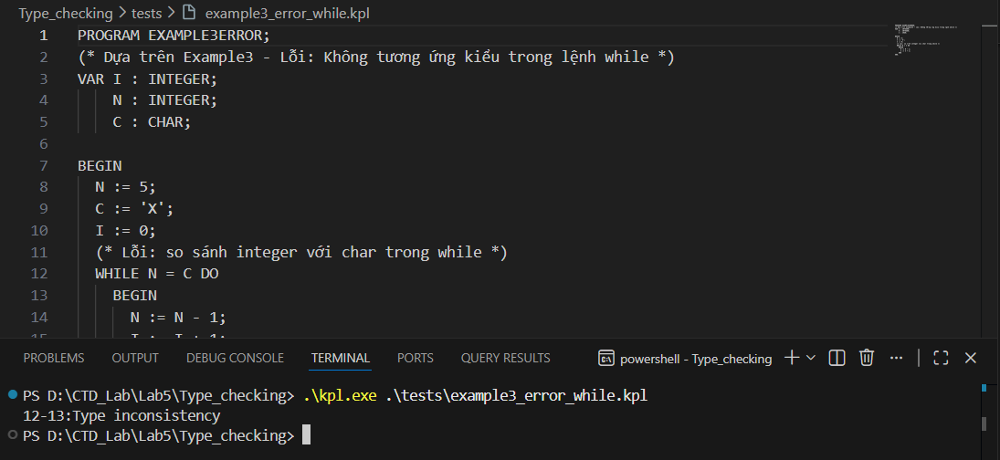 Type_checking > tests > example3_error_while.kpl
1 PROGRAM EXAMPLE3ERROR;
2 (* Dựa trên Example3 - Lỗi: Không tương ứng kiểu trong lệnh while *)
3 VAR I : INTEGER;
4 N : INTEGER;
5 C : CHAR;
6
7 BEGIN
8 N := 5;
9 C := 'X';
10 I := 0;
11 (* Lỗi: so sánh integer với char trong while *)
12 WHILE N = C DO
13 BEGIN
14 N := N - 1;
PROBLEMS OUTPUT DEBUG CONSOLE TERMINAL PORTS QUERY RESULTS powershell - Type_checking
PS D:\CTD_Lab\Lab5\Type_checking> .\kpl.exe .\tests\example3_error_while.kpl
12-13:Type inconsistency
PS D:\CTD_Lab\Lab5\Type_checking>